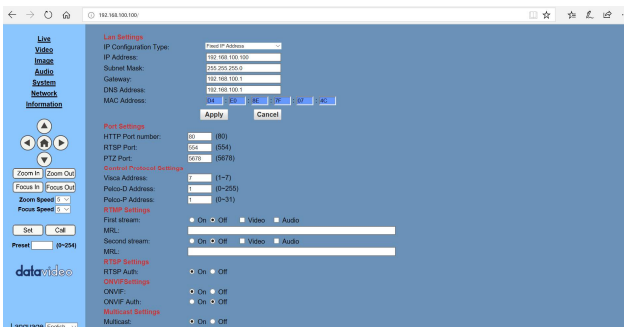 192.168.100.100/
Live
Video
Image
Audio
System
Network
Information
Zoom In Zoom Out
Focus In Focus Out
Zoom Speed 5
Focus Speed 5
Set Call
Preset (0~254)
datavideo
Language English
Lan Settings
IP Configuration Type: Fixed IP Address
IP Address: 192.168.100.100
Subnet Mask: 255.255.255.0
Gateway: 192.168.100.1
DNS Address: 192.168.100.1
MAC Address: D4 : E0 : 8E : 7F : 07 : 4C
Apply Cancel
Port Settings
HTTP Port number: 80 (80)
RTSP Port: 554 (554)
PTZ Port: 5678 (5678)
Control Protocol Settings
Visca Address: 7 (1~7)
Pelco-D Address: 1 (0~255)
Pelco-P Address: 1 (0~31)
RTMP Settings
First stream: On Off Video Audio
MRL:
Second stream: On Off Video Audio
MRL:
RTSP Settings
RTSP Auth: On Off
ONVIFSettings
ONVIF: On Off
ONVIF Auth: On Off
Multicast Settings
Multicast: On Off